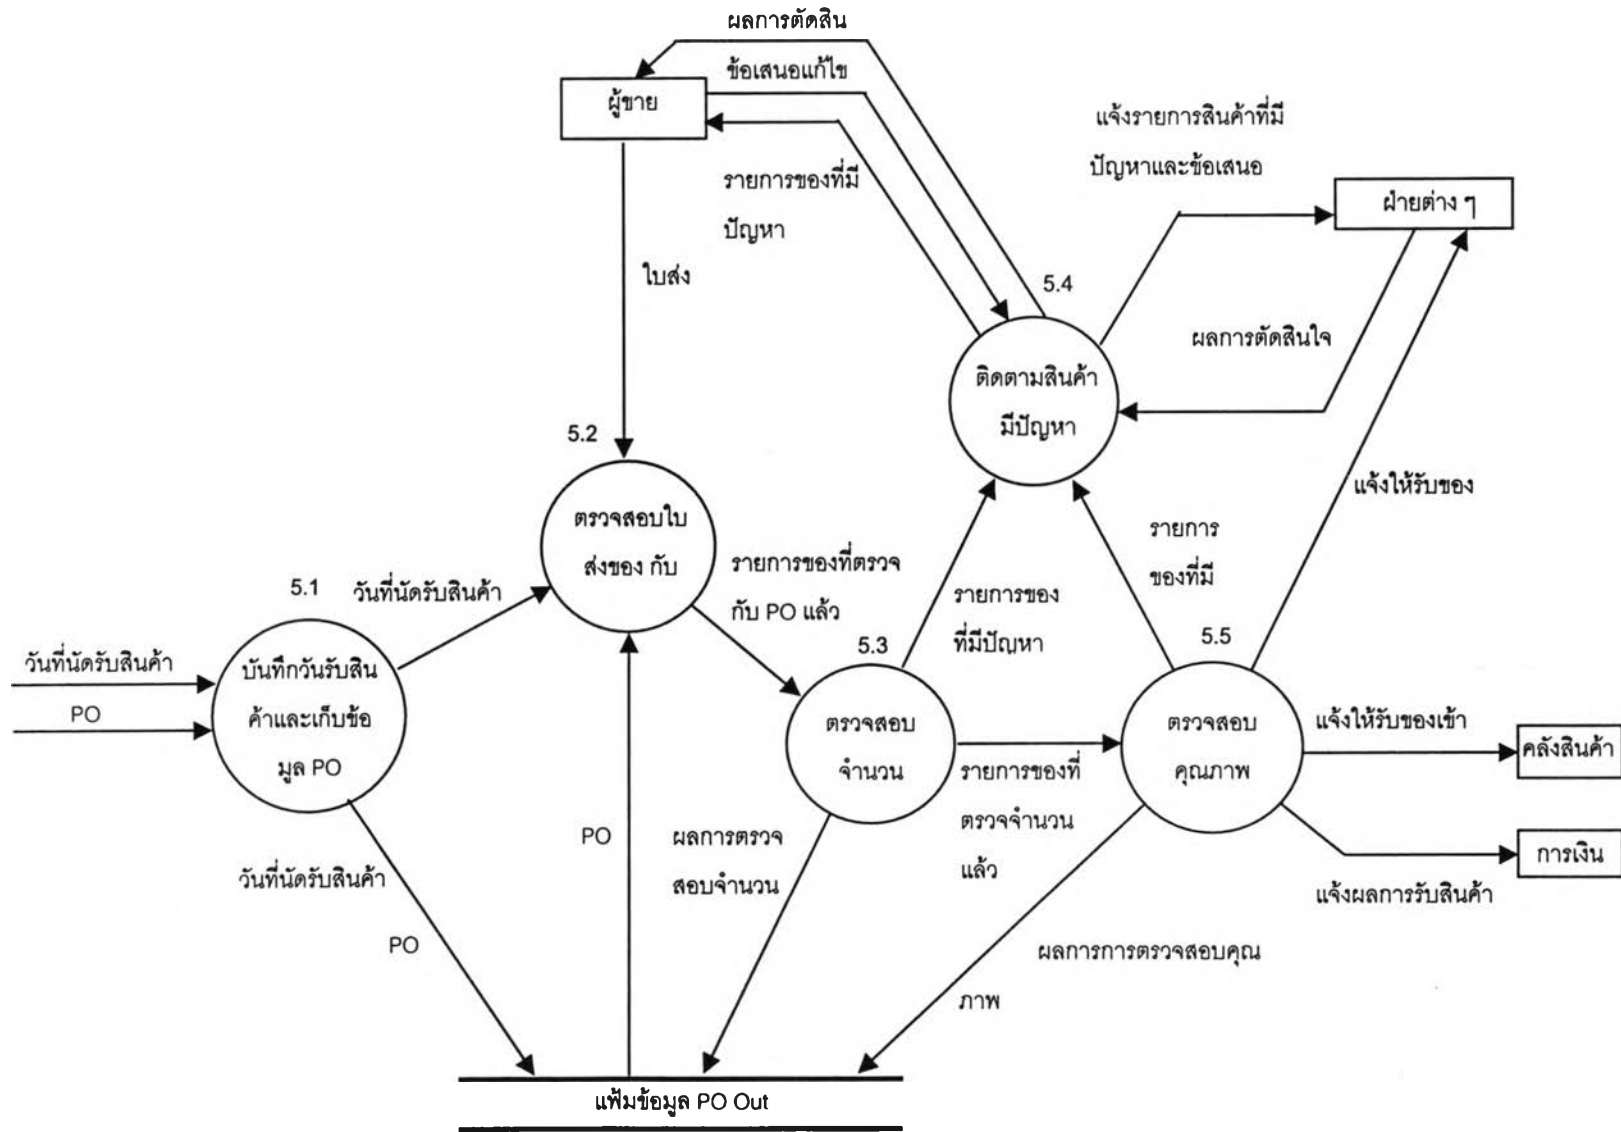 ผลการตัดสิน
ข้อเสนอแก้ไข
ผู้ขาย
แจ้งรายการสินค้าที่มี
ปัญหาและข้อเสนอ
รายการของที่มี
ปัญหา
ฝ่ายต่าง ๆ
ใบส่ง
5.4
ผลการตัดสินใจ
ติดตามสินค้า
มีปัญหา
5.2
แจ้งให้รับของ
ตรวจสอบใบ
ส่งของ กับ
รายการ
ของที่มี
รายการของที่ตรวจ
กับ PO แล้ว
5.1
วันที่นัดรับสินค้า
รายการของ
ที่มีปัญหา
5.3
5.5
วันที่นัดรับสินค้า
PO
บันทึกวันรับสิน
ค้าและเก็บข้อ
มูล PO
ตรวจสอบ
จำนวน
ตรวจสอบ
คุณภาพ
แจ้งให้รับของเข้า
คลังสินค้า
รายการของที่
ตรวจจำนวน
แล้ว
PO
ผลการตรวจ
สอบจำนวน
การเงิน
แจ้งผลการรับสินค้า
วันที่นัดรับสินค้า
PO
ผลการการตรวจสอบคุณ
ภาพ
แฟ้มข้อมูล PO Out